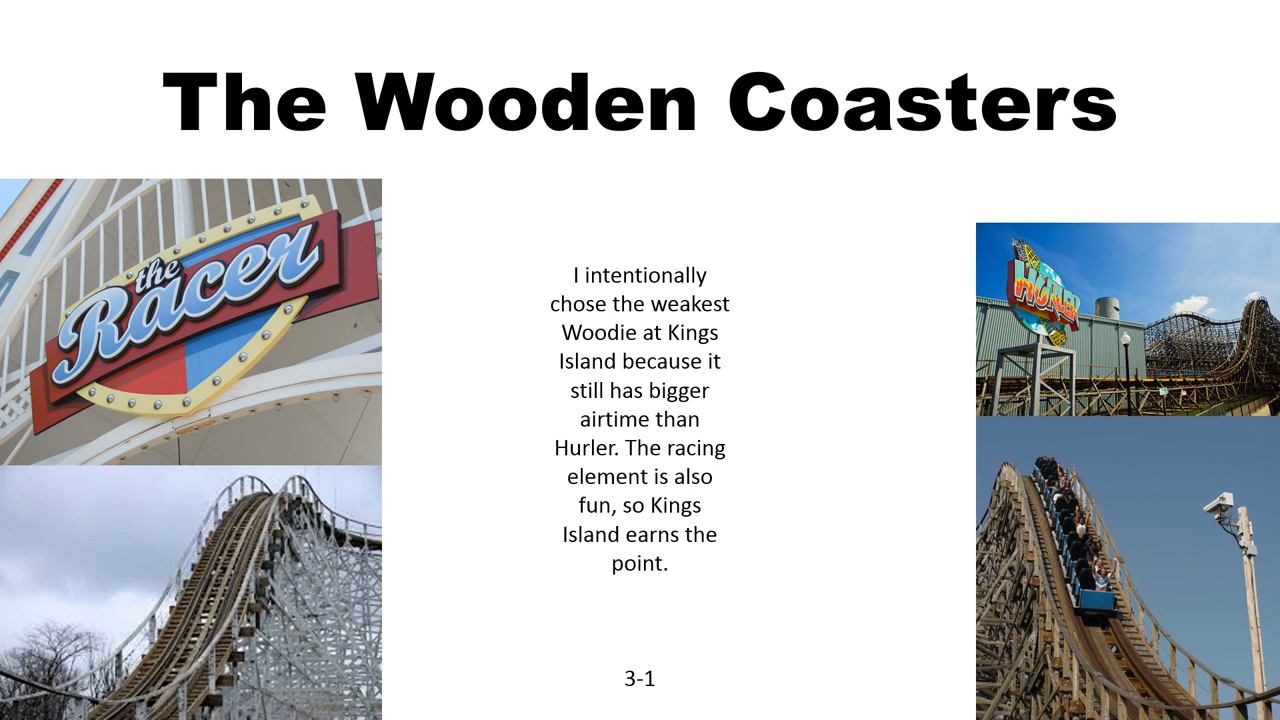 The Wooden Coasters
the
Racer
HURLER
I intentionally
chose the weakest
Woodie at Kings
Island because it
still has bigger
airtime than
Hurler. The racing
element is also
fun, so Kings
Island earns the
point.
3-1